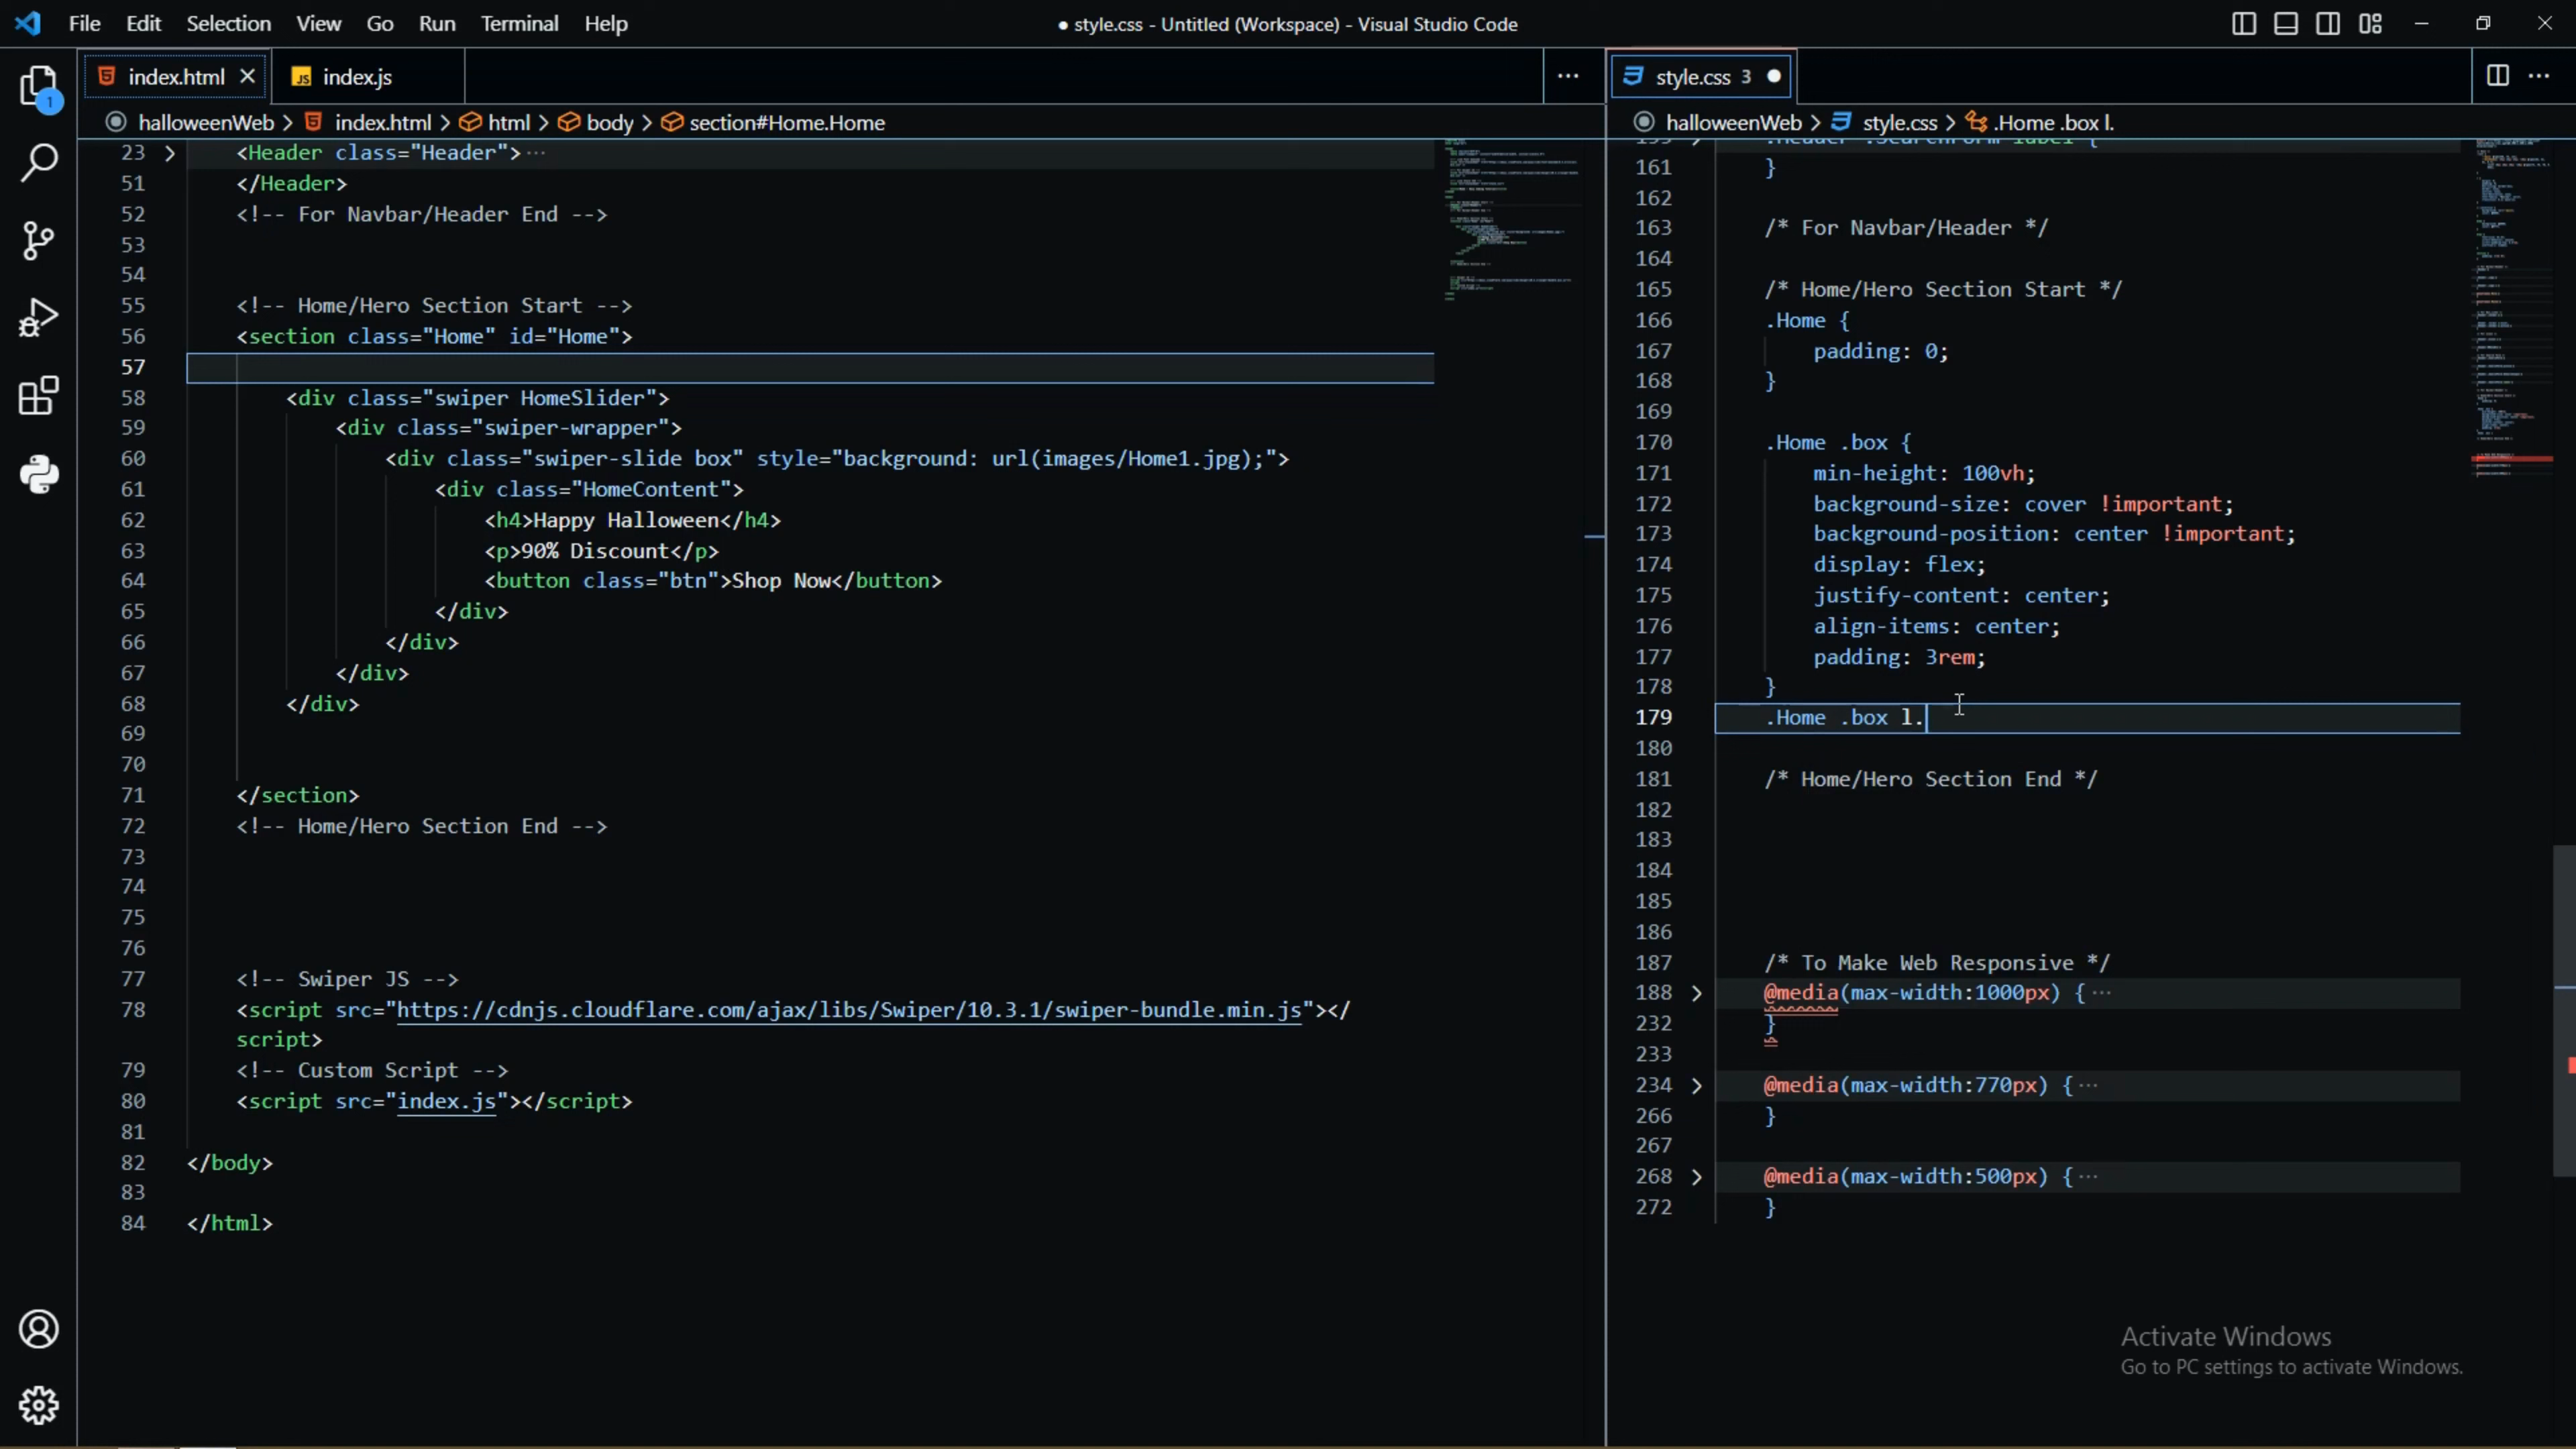 File Edit Selection View Go Run Terminal Help
● style.css - Untitled (Workspace) - Visual Studio Code
index.html
index.js
halloweenWeb > index.html > html > body > section#Home.Home
23 <Header class="Header">···
51 </Header>
52 <!-- For Navbar/Header End -->
53
54
55 <!-- Home/Hero Section Start -->
56 <section class="Home" id="Home">
57
58 <div class="swiper HomeSlider">
59 <div class="swiper-wrapper">
60 <div class="swiper-slide box" style="background: url(images/Home1.jpg);">
61 <div class="HomeContent">
62 <h4>Happy Halloween</h4>
63 <p>90% Discount</p>
64 <button class="btn">Shop Now</button>
65 </div>
66 </div>
67 </div>
68 </div>
69
70
71 </section>
72 <!-- Home/Hero Section End -->
73
74
75
76
77 <!-- Swiper JS -->
78 <script src="https://cdnjs.cloudflare.com/ajax/libs/Swiper/10.3.1/swiper-bundle.min.js"></
script>
79 <!-- Custom Script -->
80 <script src="index.js"></script>
81
82 </body>
83
84 </html>
1
style.css 3
halloweenWeb > style.css > .Home .box l.
.Header .SearchForm label {
161 }
162
163 /* For Navbar/Header */
164
165 /* Home/Hero Section Start */
166 .Home {
167 padding: 0;
168 }
169
170 .Home .box {
171 min-height: 100vh;
172 background-size: cover !important;
173 background-position: center !important;
174 display: flex;
175 justify-content: center;
176 align-items: center;
177 padding: 3rem;
178 }
179 .Home .box l.
180
181 /* Home/Hero Section End */
182
183
184
185
186
187 /* To Make Web Responsive */
188 @media(max-width:1000px) {···
232 }
233
234 @media(max-width:770px) {···
266 }
267
268 @media(max-width:500px) {···
272 }
Activate Windows
Go to PC settings to activate Windows.